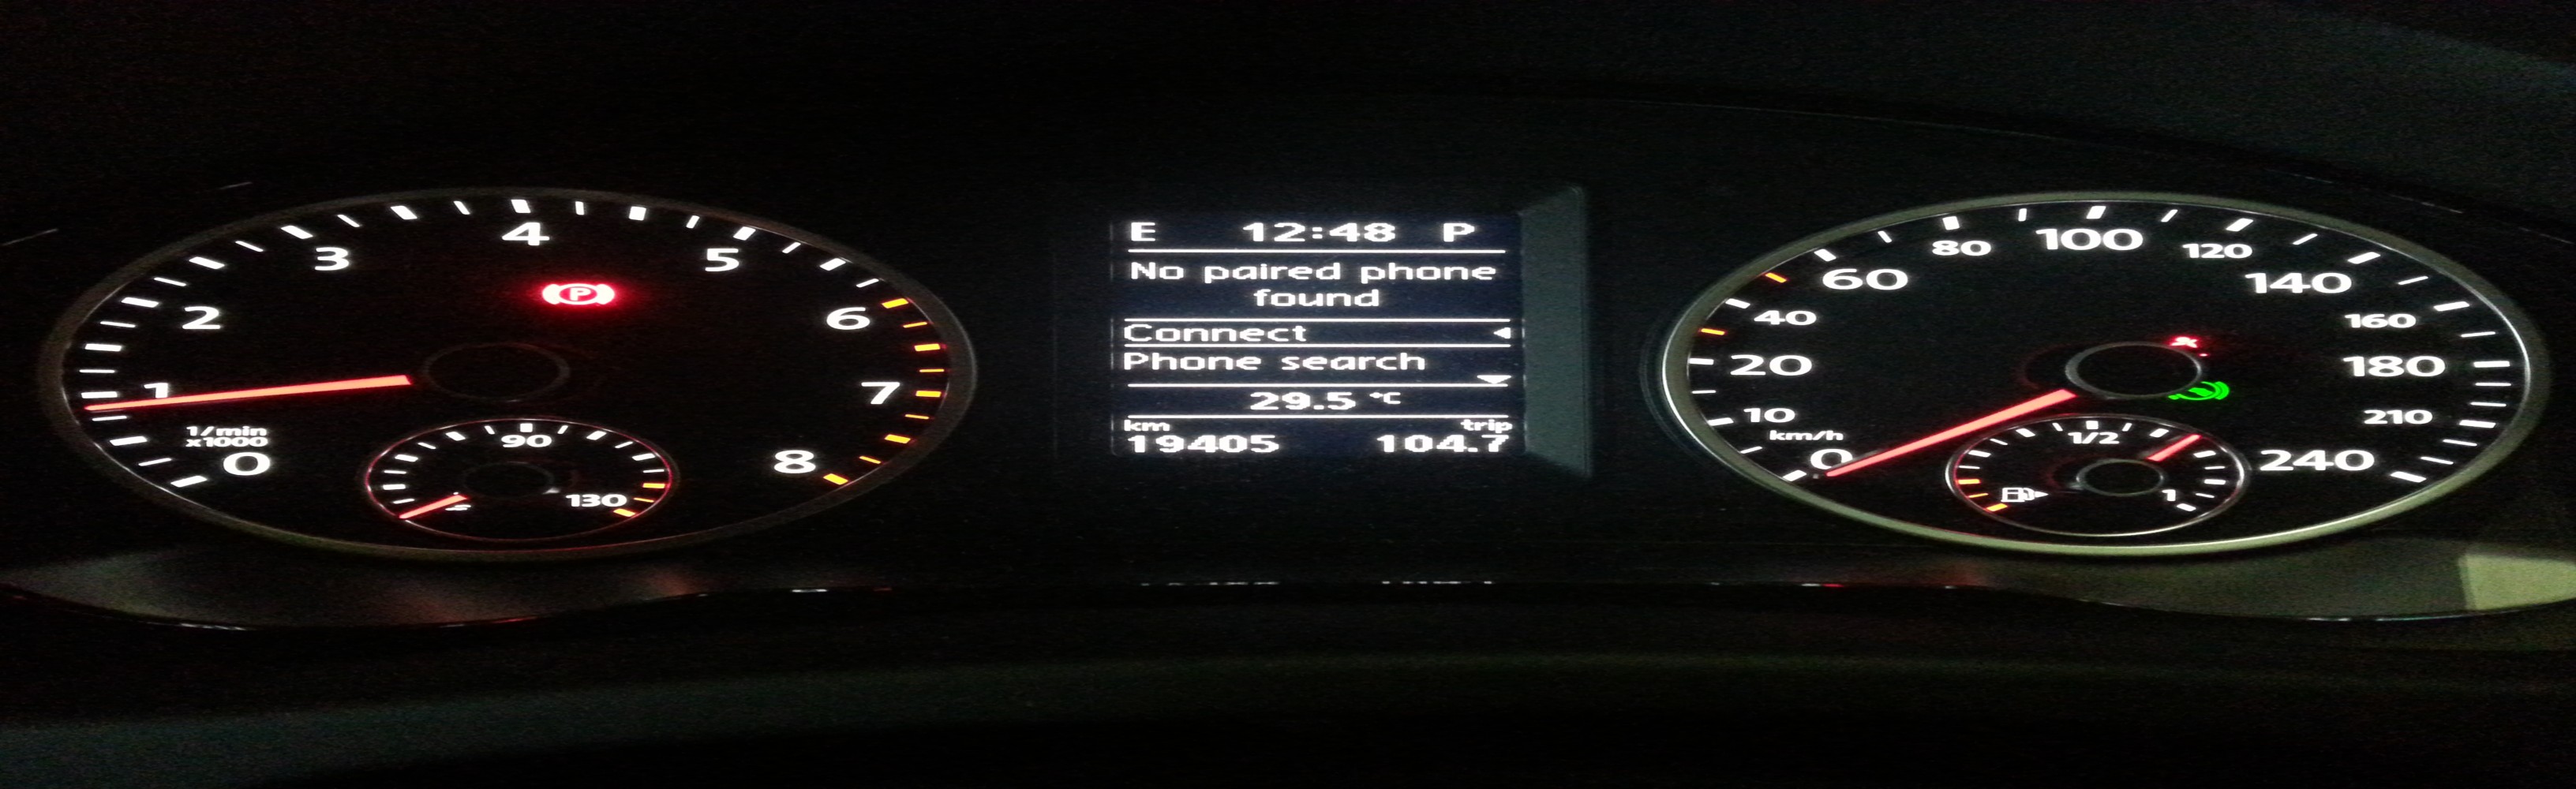 0
1
2
3
4
5
6
7
8
1/min
x1000
90
130
P
E 12:48 P
No paired phone
found
Connect
Phone search
29.5 °C
km trip
19405 104.7
0
10
20
40
60
80
100
120
140
160
180
210
240
km/h
1/2
1